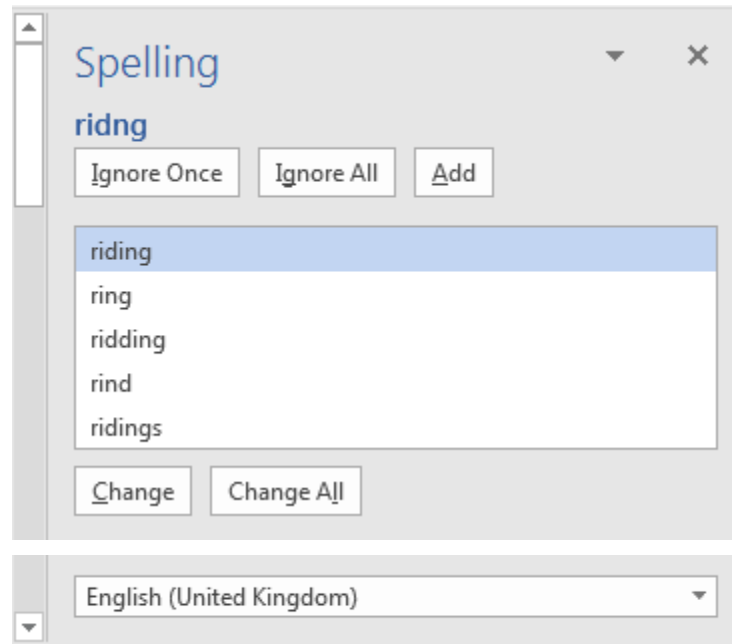 Spelling
ridng
Ignore Once Ignore All Add
riding
ring
ridding
rind
ridings
Change Change All
English (United Kingdom)